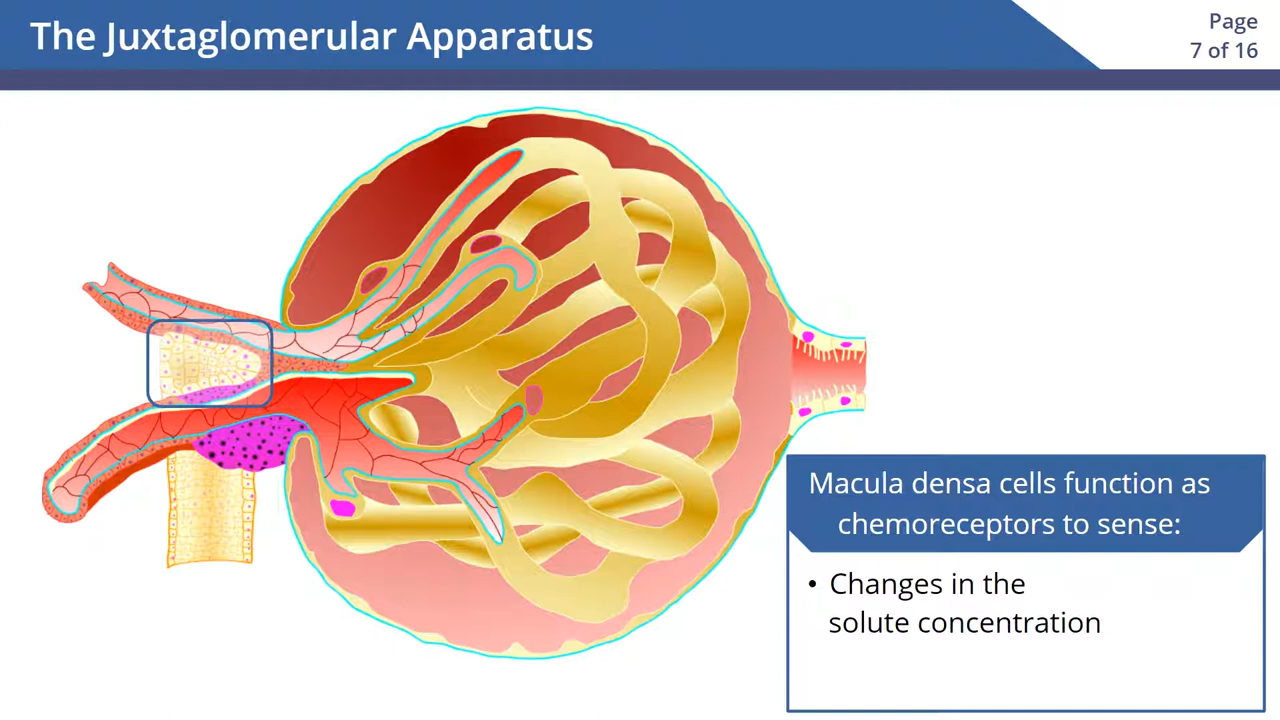 The Juxtaglomerular Apparatus
Page
7 of 16
Macula densa cells function as
chemoreceptors to sense:
• Changes in the
solute concentration